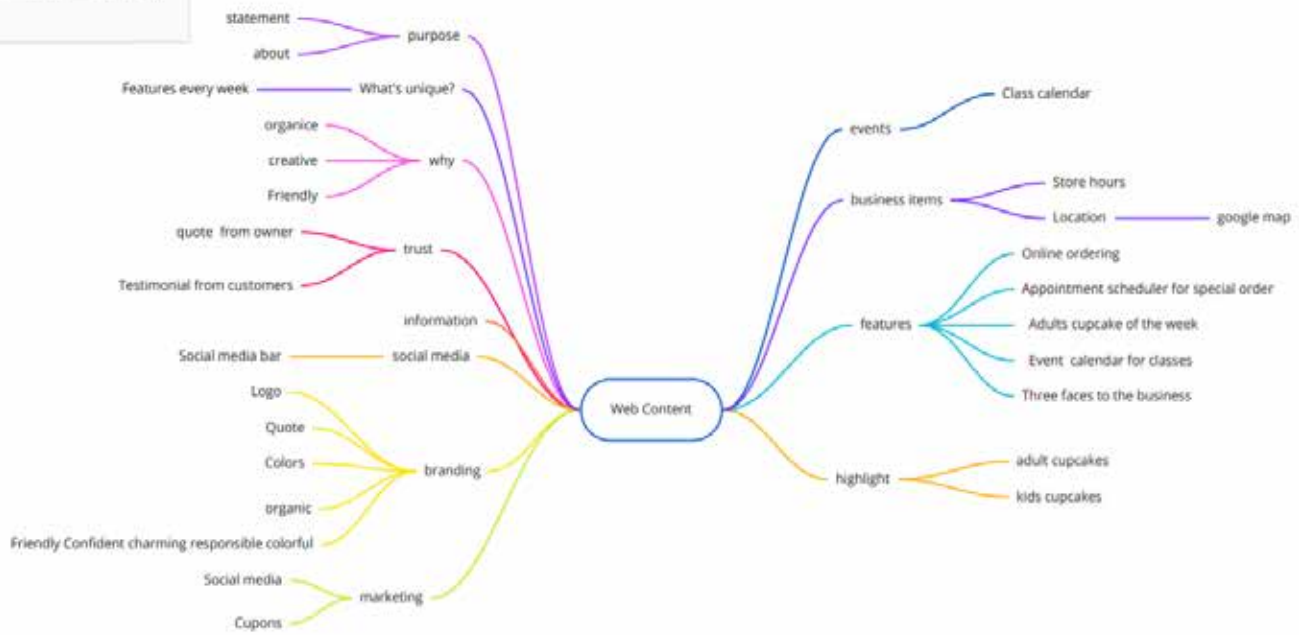 statement
about
purpose
Features every week
What's unique?
organice
creative
Friendly
why
quote from owner
Testimonial from customers
trust
information
Social media bar
social media
Logo
Quote
Colors
organic
Friendly Confident charming responsible colorful
branding
Social media
Cupons
marketing
Web Content
events
Class calendar
business items
Store hours
Location
google map
features
Online ordering
Appointment scheduler for special order
Adults cupcake of the week
Event calendar for classes
Three faces to the business
highlight
adult cupcakes
kids cupcakes